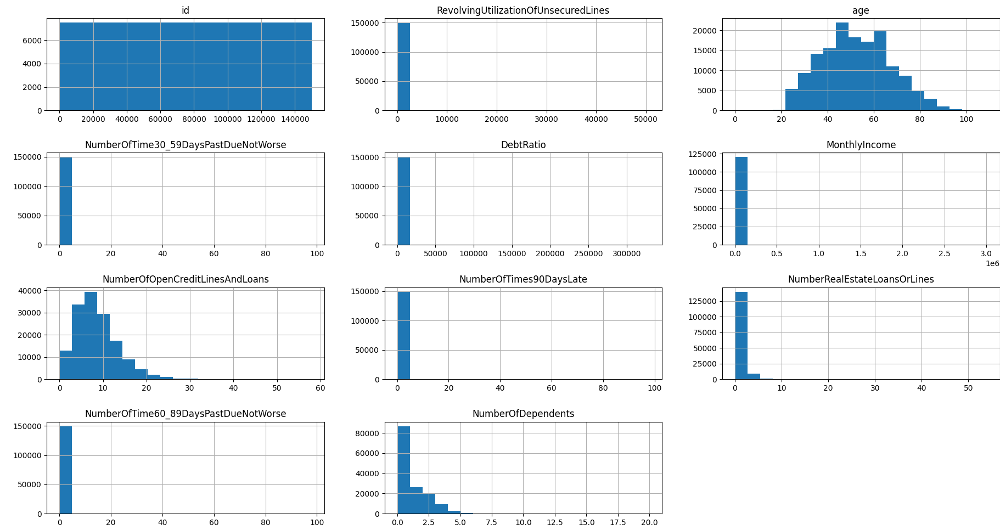 id
6000
4000
2000
0
0 20000 40000 60000 80000 100000 120000 140000
RevolvingUtilizationOfUnsecuredLines
150000
100000
50000
0
0 10000 20000 30000 40000 50000
age
20000
15000
10000
5000
0
0 20 40 60 80 100
NumberOfTime30_59DaysPastDueNotWorse
150000
100000
50000
0
0 20 40 60 80 100
DebtRatio
150000
100000
50000
0
0 50000 100000 150000 200000 250000 300000
MonthlyIncome
125000
100000
75000
50000
25000
0
0.0 0.5 1.0 1.5 2.0 2.5 3.0
1e6
NumberOfOpenCreditLinesAndLoans
40000
30000
20000
10000
0
0 10 20 30 40 50 60
NumberOfTimes90DaysLate
150000
100000
50000
0
0 20 40 60 80 100
NumberRealEstateLoansOrLines
125000
100000
75000
50000
25000
0
0 10 20 30 40 50
NumberOfTime60_89DaysPastDueNotWorse
150000
100000
50000
0
0 20 40 60 80 100
NumberOfDependents
80000
60000
40000
20000
0
0.0 2.5 5.0 7.5 10.0 12.5 15.0 17.5 20.0